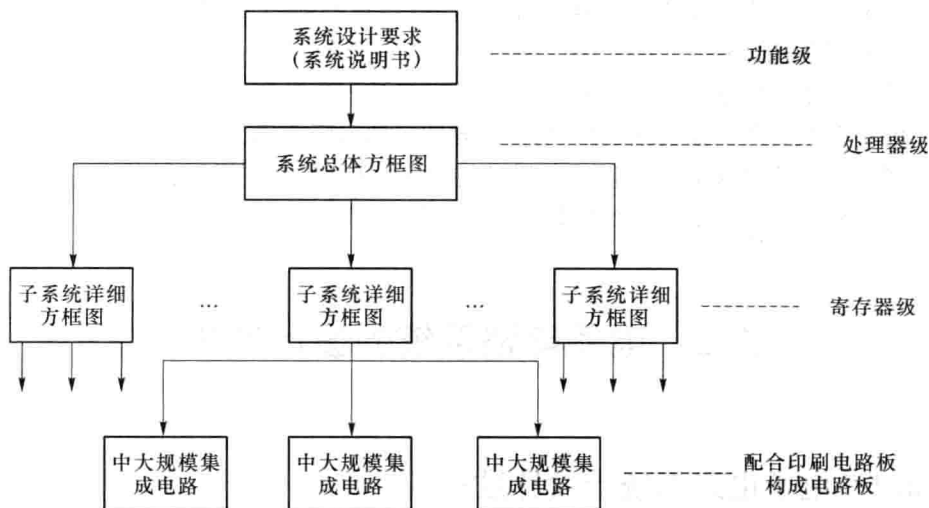 系统设计要求
(系统说明书)
功能级
系统总体方框图
处理器级
子系统详细
方框图
…
子系统详细
方框图
…
子系统详细
方框图
寄存器级
中大规模集
成电路
中大规模集
成电路
中大规模集
成电路
配合印刷电路板
构成电路板